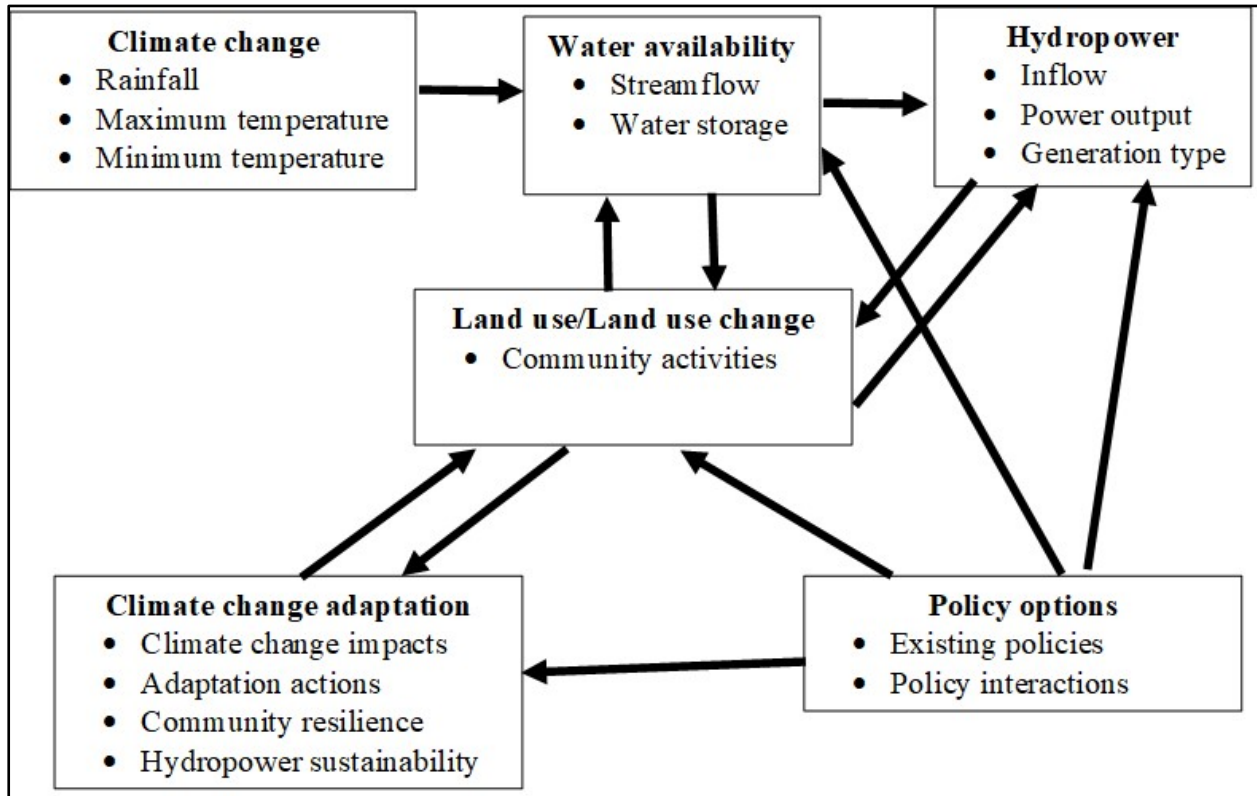 Climate change
• Rainfall
• Maximum temperature
• Minimum temperature
Water availability
• Streamflow
• Water storage
Hydropower
• Inflow
• Power output
• Generation type
Land use/Land use change
• Community activities
Climate change adaptation
• Climate change impacts
• Adaptation actions
• Community resilience
• Hydropower sustainability
Policy options
• Existing policies
• Policy interactions